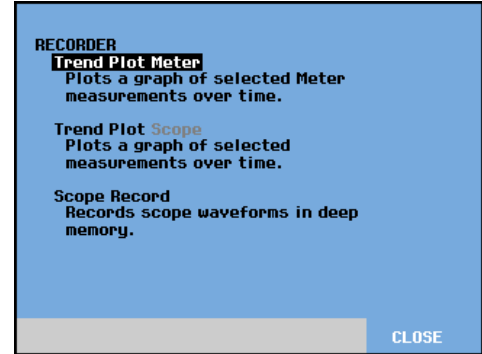 RECORDER
Trend Plot Meter
Plots a graph of selected Meter
measurements over time.
Trend Plot Scope
Plots a graph of selected
measurements over time.
Scope Record
Records scope waveforms in deep
memory.
CLOSE